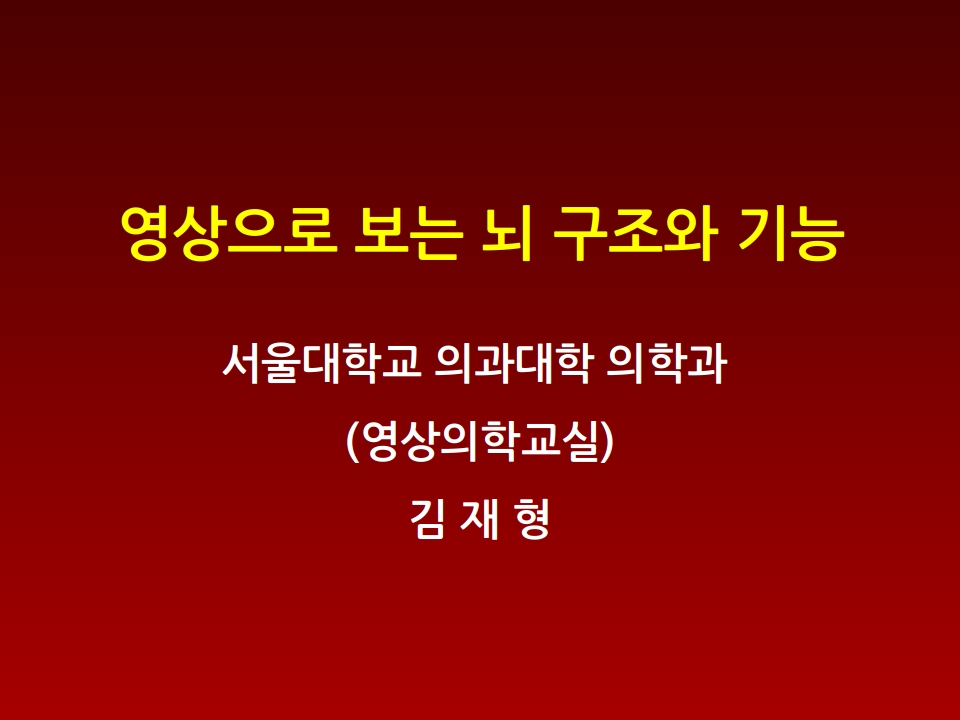 영상으로 보는 뇌 구조와 기능
서울대학교 의과대학 의학과
(영상의학교실)
김 재 형